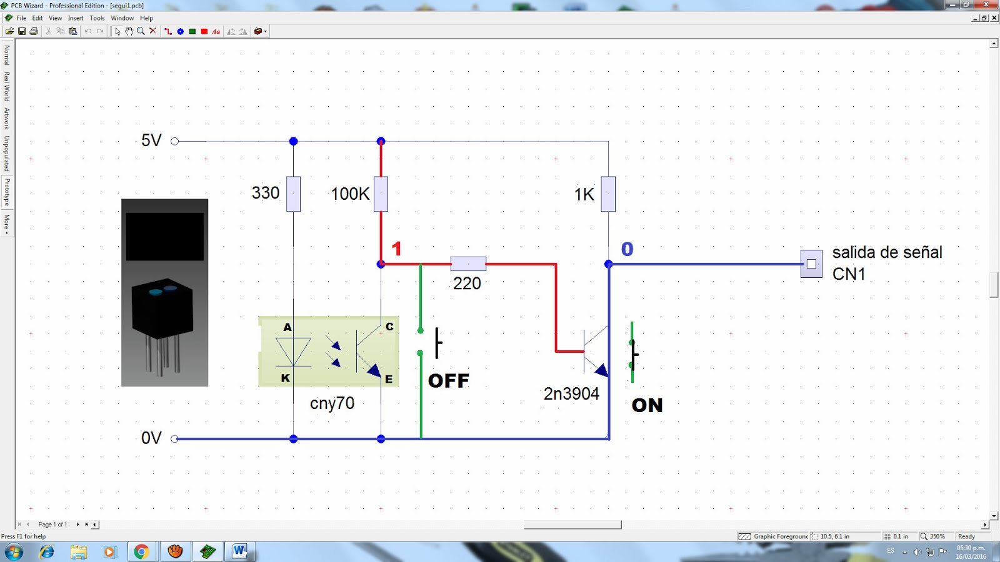 PCB Wizard - Professional Edition - [segui1.pcb]
File Edit View Insert Tools Window Help
Aa
Normal
Real World
Artwork
Unpopulated
Prototype
More
5V
330
100K
1K
1
0
salida de señal
CN1
220
A
C
K
E
OFF
cny70
2n3904
ON
0V
Page 1 of 1
Press F1 for help
Graphic Foreground
10.5, 6.1 in
0.1 in
350%
Ready
W
ES
05:30 p.m.
16/03/2016